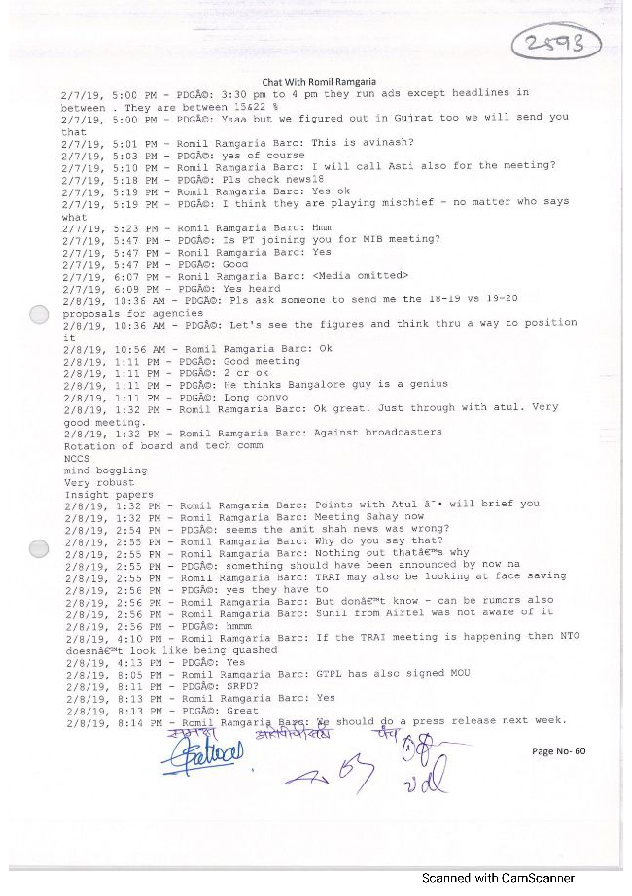 2593
Chat With Romil Ramgaria
2/7/19, 5:00 PM - PDGÂ©: 3:30 pm to 4 pm they run ads except headlines in
between . They are between 15&22 %
2/7/19, 5:00 PM - PDGÂ©: Yaaa but we figured out in Gujrat too we will send you
that
2/7/19, 5:01 PM - Romil Ramgaria Barc: This is avinash?
2/7/19, 5:03 PM - PDGÂ©: yes of course
2/7/19, 5:10 PM - Romil Ramgaria Barc: I will call Asti also for the meeting?
2/7/19, 5:18 PM - PDGÂ©: Pls check news18
2/7/19, 5:19 PM - Romil Ramgaria Barc: Yes ok
2/7/19, 5:19 PM - PDGÂ©: I think they are playing mischief - no matter who says
what
2/7/19, 5:23 PM - Romil Ramgaria Barc: Hmm
2/7/19, 5:47 PM - PDGÂ©: Is PT joining you for MIB meeting?
2/7/19, 5:47 PM - Romil Ramgaria Barc: Yes
2/7/19, 5:47 PM - PDGÂ©: Good
2/7/19, 6:07 PM - Romil Ramgaria Barc: <Media omitted>
2/7/19, 6:09 PM - PDGÂ©: Yes heard
2/8/19, 10:36 AM - PDGÂ©: Pls ask someone to send me the 18-19 vs 19-20
proposals for agencies
2/8/19, 10:36 AM - PDGÂ©: Let's see the figures and think thru a way to position
it
2/8/19, 10:56 AM - Romil Ramgaria Barc: Ok
2/8/19, 1:11 PM - PDGÂ©: Good meeting
2/8/19, 1:11 PM - PDGÂ©: 2 cr ok
2/8/19, 1:11 PM - PDGÂ©: He thinks Bangalore guy is a genius
2/8/19, 1:11 PM - PDGÂ©: Long convo
2/8/19, 1:32 PM - Romil Ramgaria Barc: Ok great. Just through with atul. Very
good meeting.
2/8/19, 1:32 PM - Romil Ramgaria Barc: Against broadcasters
Rotation of board and tech comm
NCCS
mind boggling
Very robust
Insight papers
2/8/19, 1:32 PM - Romil Ramgaria Barc: Points with Atul â˜• will brief you
2/8/19, 1:32 PM - Romil Ramgaria Barc: Meeting Sahay now
2/8/19, 2:54 PM - PDGÂ©: seems the amit shah news was wrong?
2/8/19, 2:55 PM - Romil Ramgaria Barc: Why do you say that?
2/8/19, 2:55 PM - Romil Ramgaria Barc: Nothing out thatâ€™s why
2/8/19, 2:55 PM - PDGÂ©: something should have been announced by now na
2/8/19, 2:55 PM - Romil Ramgaria Barc: TRAI may also be looking at face saving
2/8/19, 2:56 PM - PDGÂ©: yes they have to
2/8/19, 2:56 PM - Romil Ramgaria Barc: But donâ€™t know - can be rumors also
2/8/19, 2:56 PM - Romil Ramgaria Barc: Sunil from Airtel was not aware of it
2/8/19, 2:56 PM - PDGÂ©: hmmm
2/8/19, 4:10 PM - Romil Ramgaria Barc: If the TRAI meeting is happening then NTO
doesnâ€™t look like being quashed
2/8/19, 4:13 PM - PDGÂ©: Yes
2/8/19, 8:05 PM - Romil Ramgaria Barc: GTPL has also signed MOU
2/8/19, 8:11 PM - PDGÂ©: SRPD?
2/8/19, 8:13 PM - Romil Ramgaria Barc: Yes
2/8/19, 8:13 PM - PDGÂ©: Great
2/8/19, 8:14 PM - Romil Ramgaria Barc: We should do a press release next week.
समक्ष पंच
Page No- 60
Scanned with CamScanner